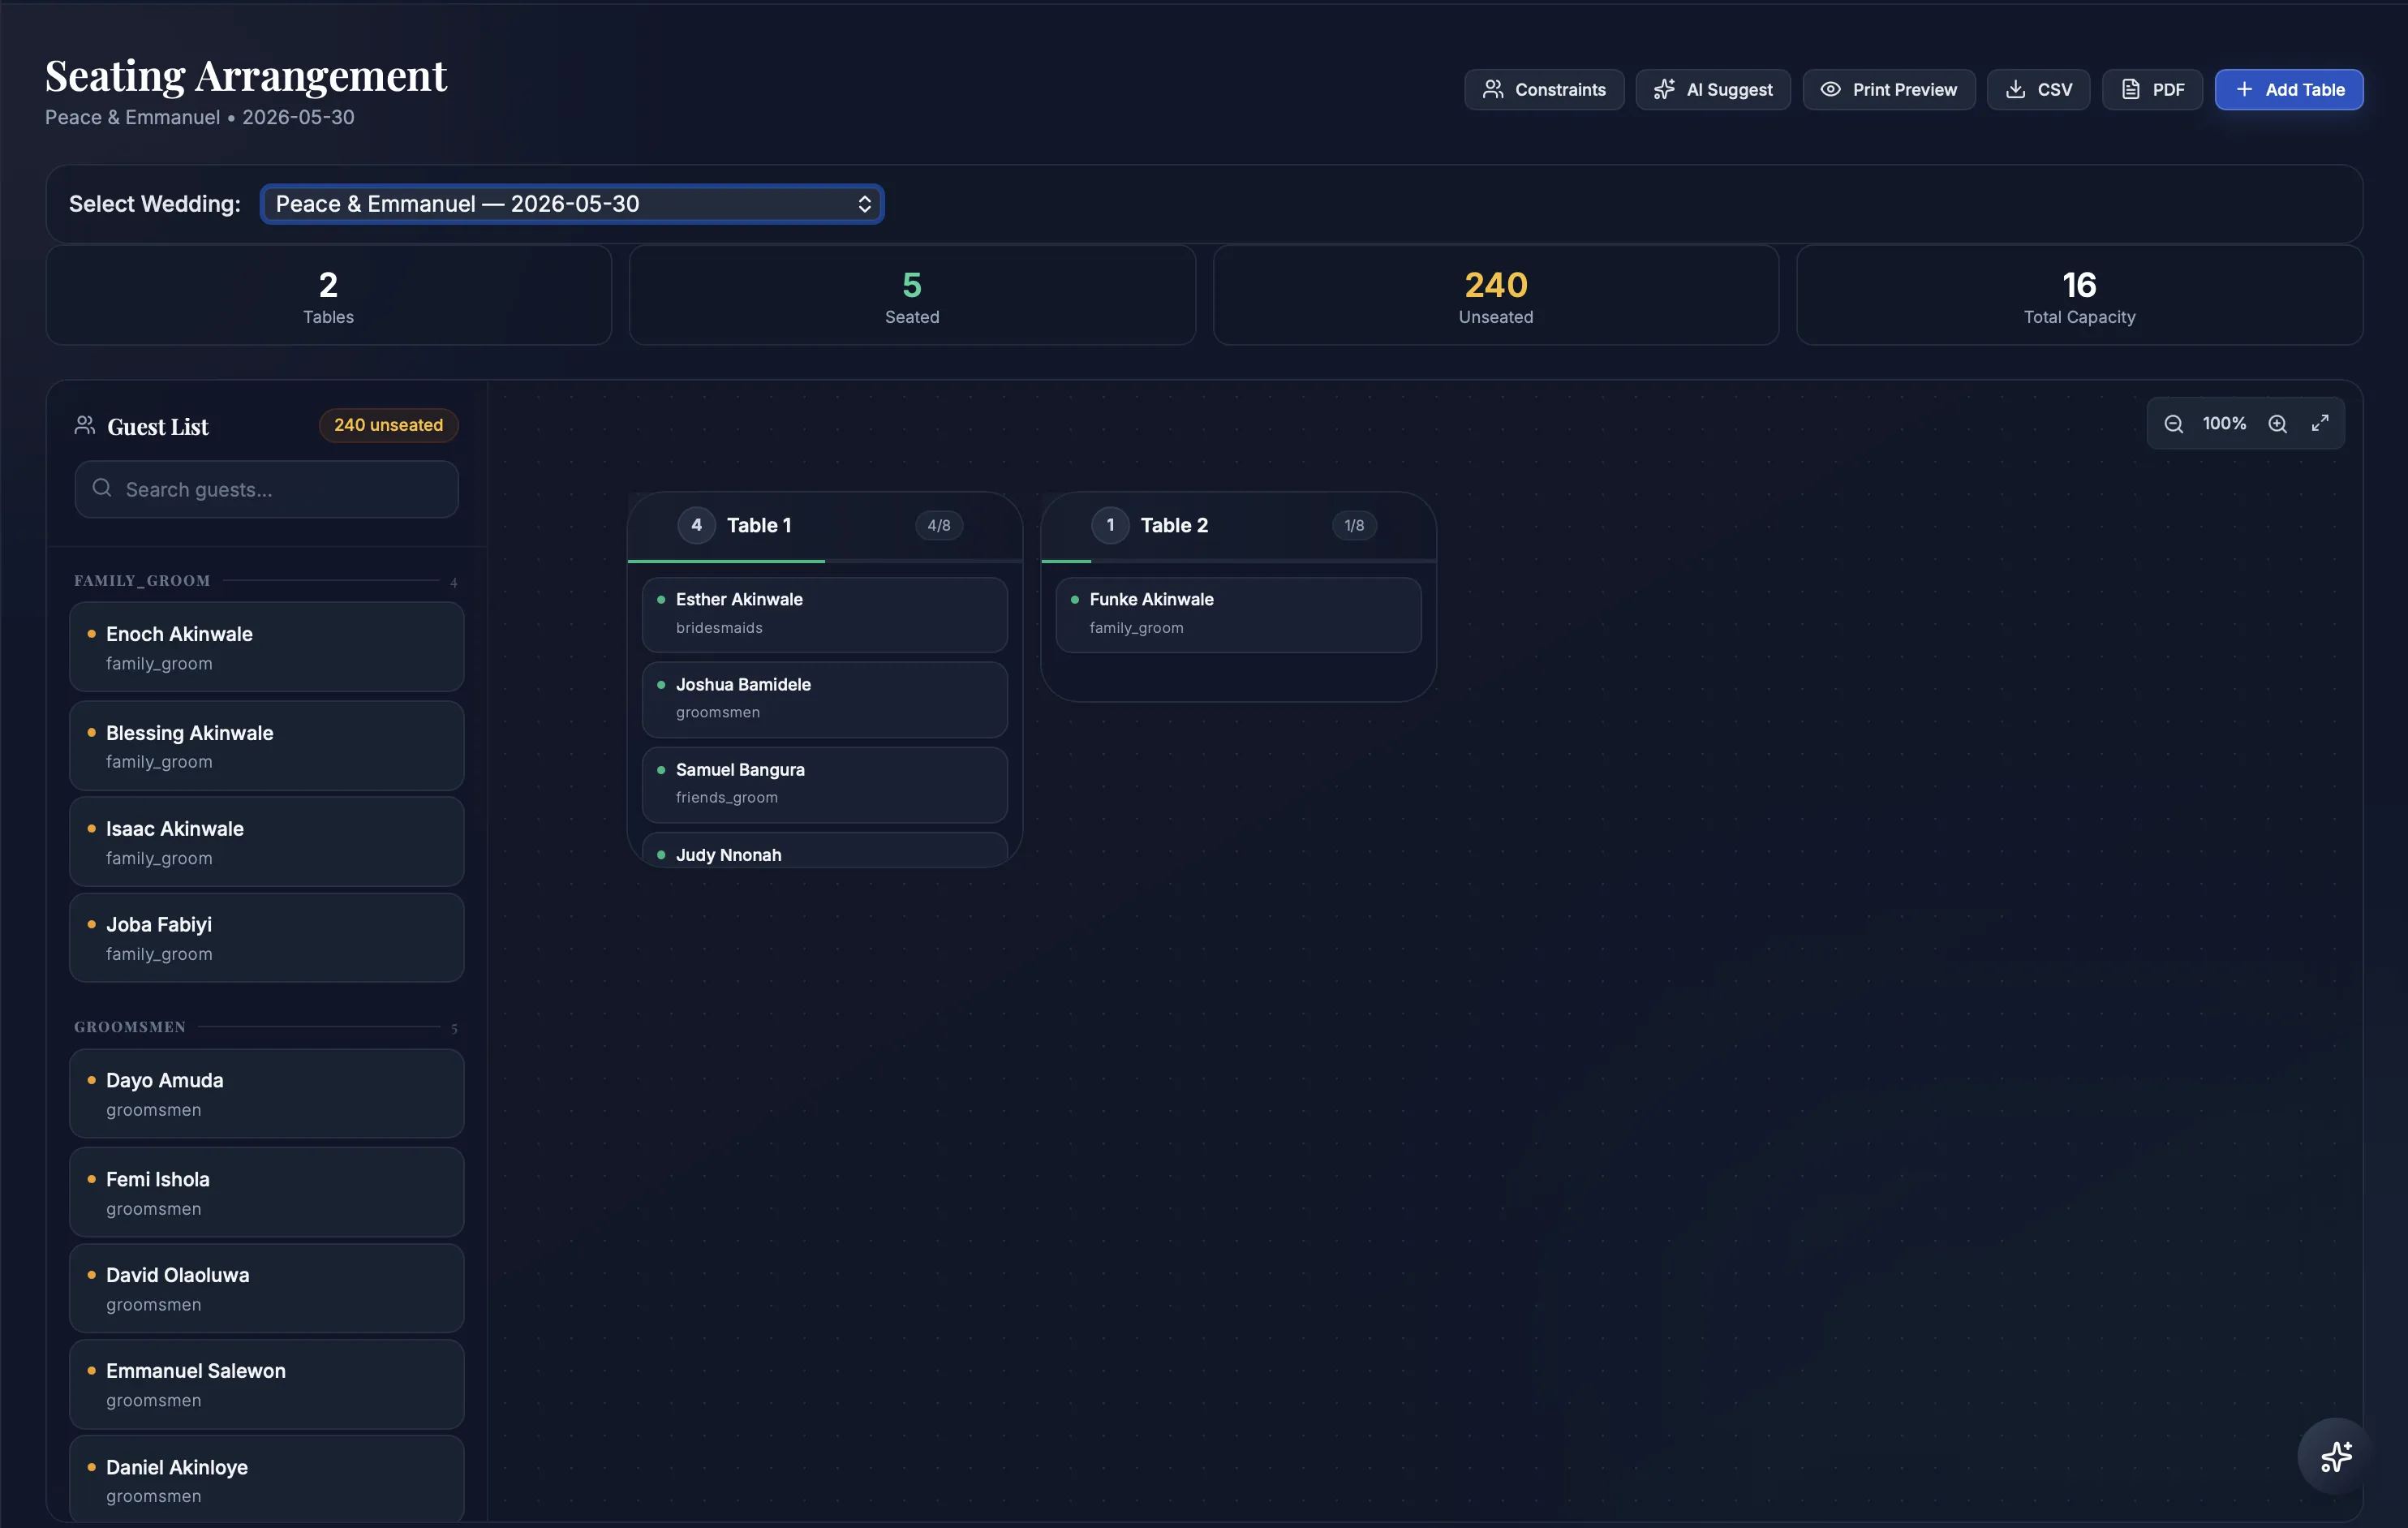 Seating Arrangement
Peace & Emmanuel • 2026-05-30
Constraints
AI Suggest
Print Preview
CSV
PDF
Add Table
Select Wedding:
Peace & Emmanuel — 2026-05-30
2
Tables
5
Seated
240
Unseated
16
Total Capacity
Guest List
240 unseated
Search guests...
FAMILY_GROOM 4
Enoch Akinwale
family_groom
Blessing Akinwale
family_groom
Isaac Akinwale
family_groom
Joba Fabiyi
family_groom
GROOMSMEN 5
Dayo Amuda
groomsmen
Femi Ishola
groomsmen
David Olaoluwa
groomsmen
Emmanuel Salewon
groomsmen
Daniel Akinloye
groomsmen
100%
4 Table 1 4/8
Esther Akinwale
bridesmaids
Joshua Bamidele
groomsmen
Samuel Bangura
friends_groom
Judy Nnonah
1 Table 2 1/8
Funke Akinwale
family_groom